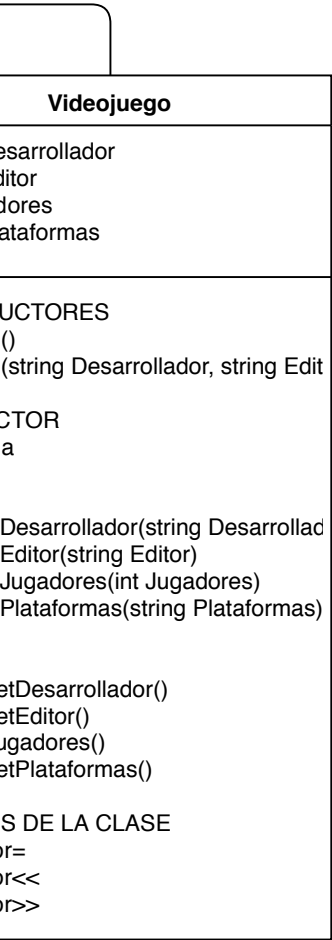 Videojuego
esarrollador
ditor
dores
ataformas
UCTORES
()
(string Desarrollador, string Edit
CTOR
a
Desarrollador(string Desarrollad
Editor(string Editor)
Jugadores(int Jugadores)
Plataformas(string Plataformas)
etDesarrollador()
etEditor()
ugadores()
etPlataformas()
S DE LA CLASE
or=
or<<
or>>